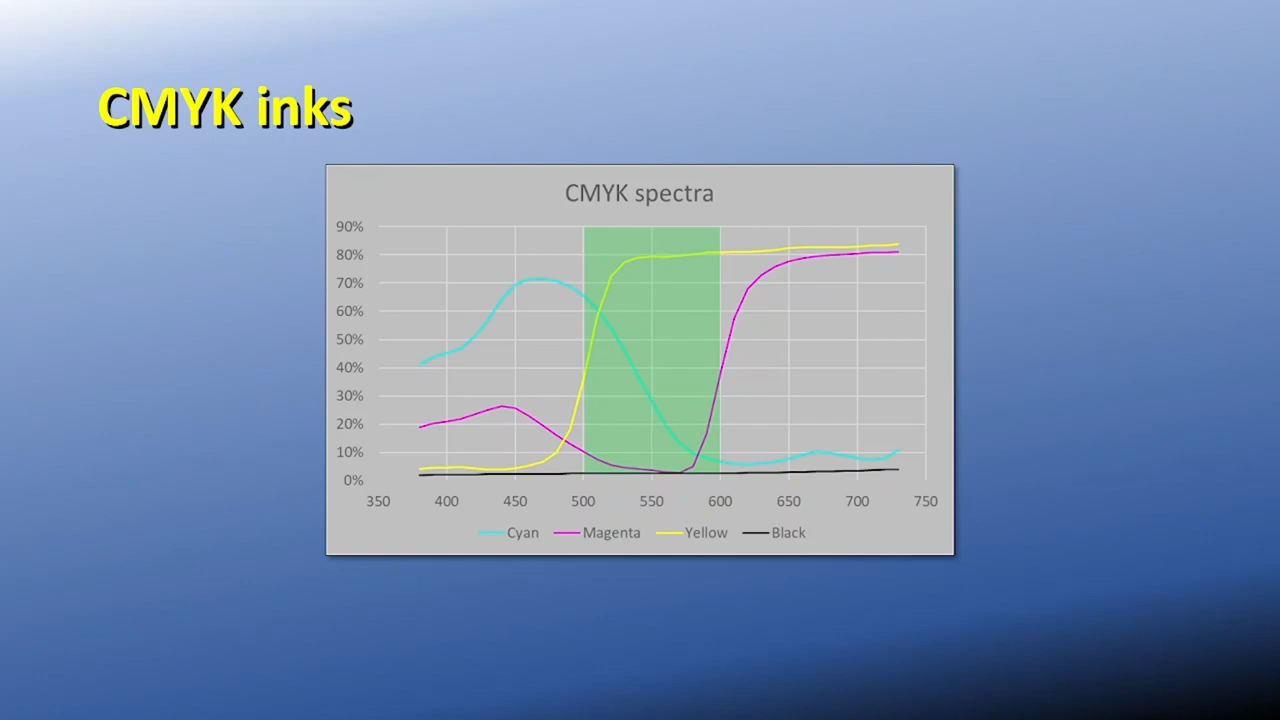 CMYK inks
CMYK spectra
90%
80%
70%
60%
50%
40%
30%
20%
10%
0%
350 400 450 500 550 600 650 700 750
Cyan Magenta Yellow Black